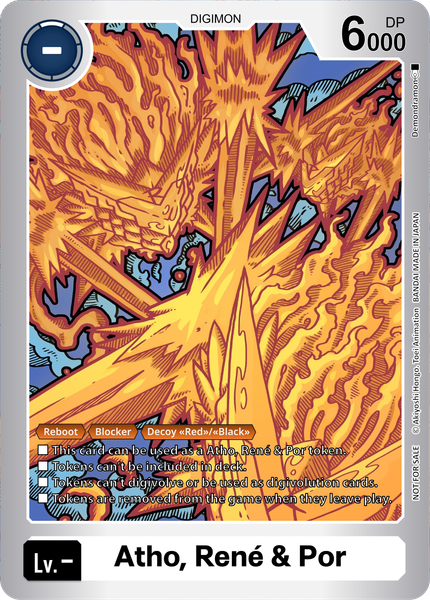 DIGIMON
-
6000
DP
Demondramon
Reboot Blocker Decoy «Red»/«Black»
■ This card can be used as a Atho, René & Por token.
■ Tokens can't be included in deck.
■ Tokens can't digivolve or be used as digivolution cards.
■ Tokens are removed from the game when they leave play.
NOT FOR SALE © Akiyoshi Hongo, Toei Animation BANDAI MADE IN JAPAN
Lv. -
Atho, René & Por